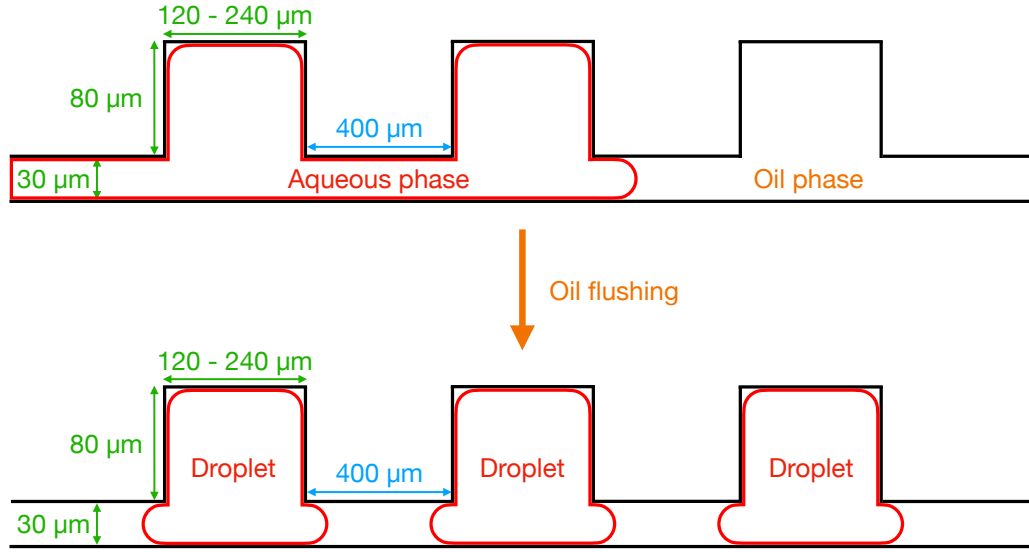 120 - 240 µm
80 µm
400 µm
30 µm
Aqueous phase
Oil phase
Oil flushing
120 - 240 µm
80 µm
Droplet
400 µm
Droplet
Droplet
30 µm